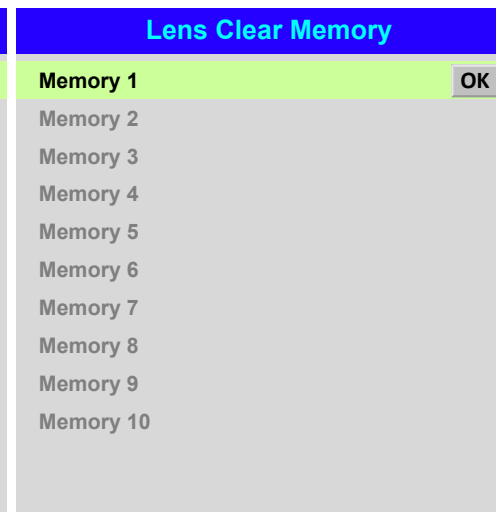 Lens Clear Memory
Memory 1 OK
Memory 2
Memory 3
Memory 4
Memory 5
Memory 6
Memory 7
Memory 8
Memory 9
Memory 10